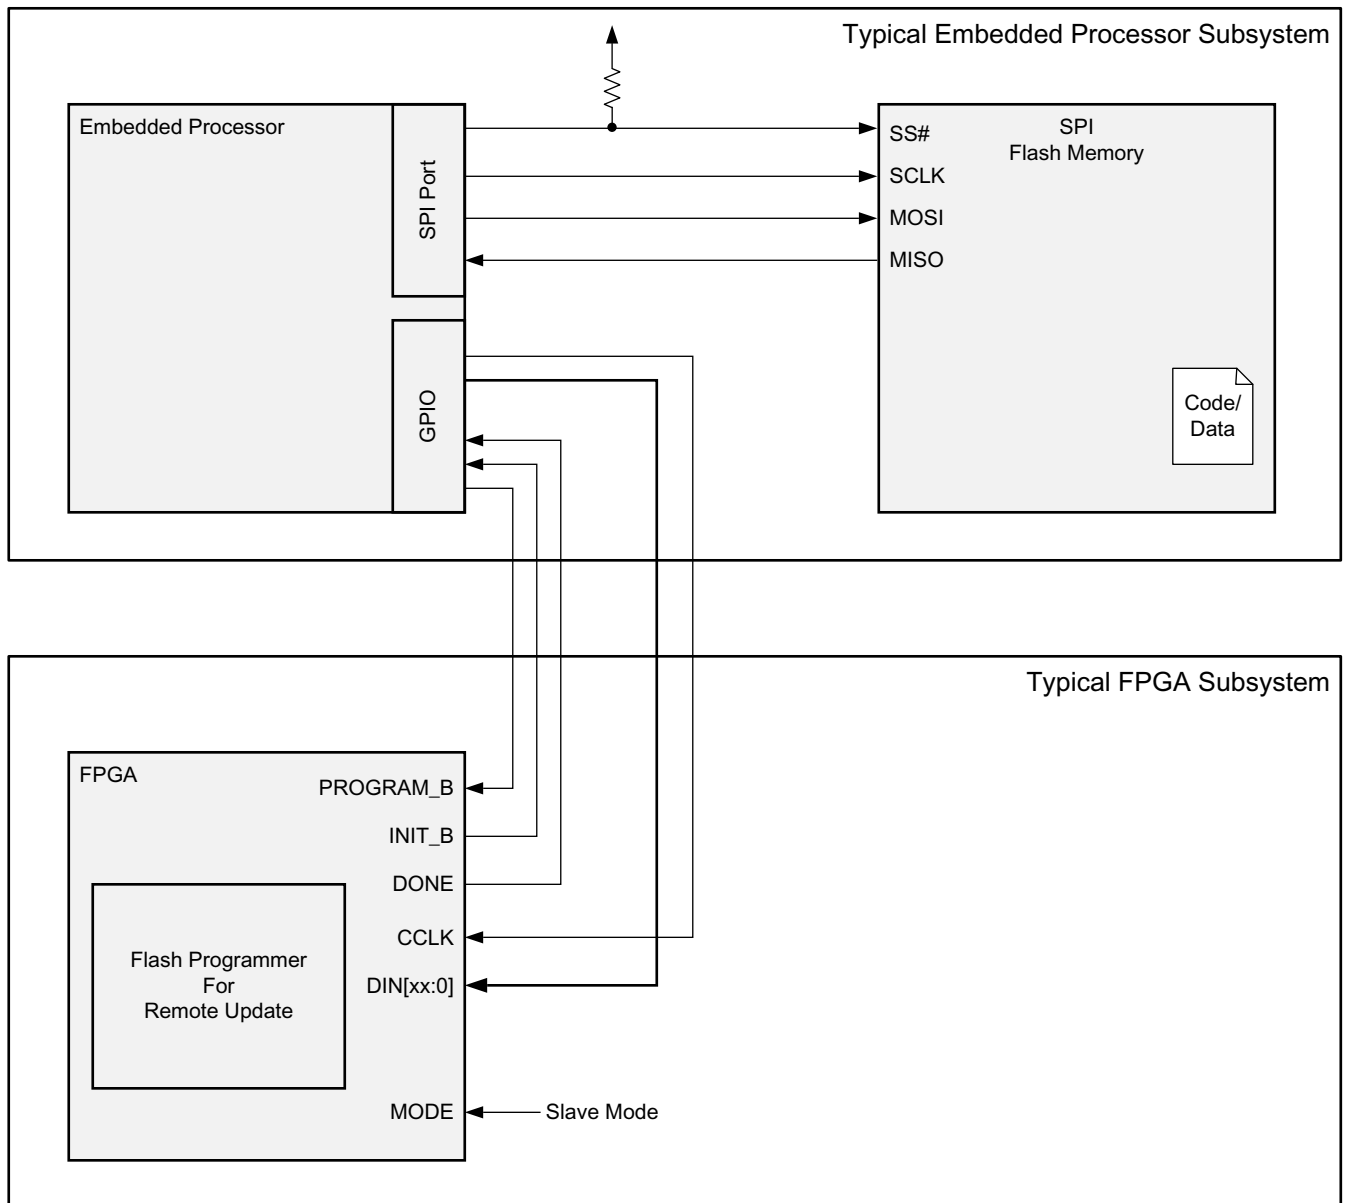 Typical Embedded Processor Subsystem
Embedded Processor
SPI Port
SS#
SCLK
MOSI
MISO
SPI
Flash Memory
GPIO
Code/
Data
Typical FPGA Subsystem
FPGA
PROGRAM_B
INIT_B
DONE
CCLK
DIN[xx:0]
Flash Programmer
For
Remote Update
MODE
Slave Mode